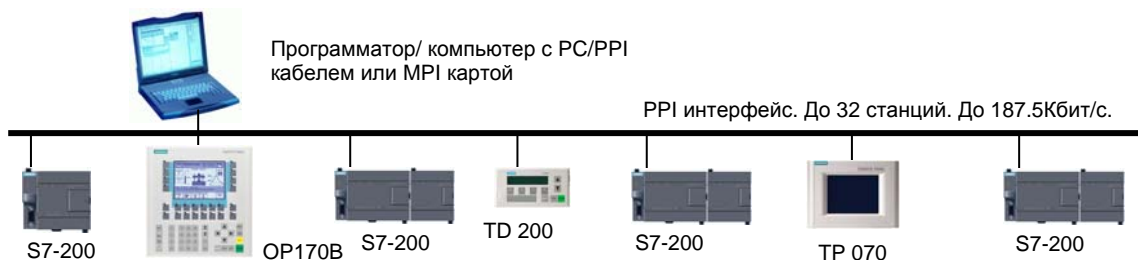 Программатор/ компьютер с PC/PPI
кабелем или MPI картой
PPI интерфейс. До 32 станций. До 187.5Кбит/с.
S7-200
OP170B
S7-200
TD 200
S7-200
TP 070
S7-200